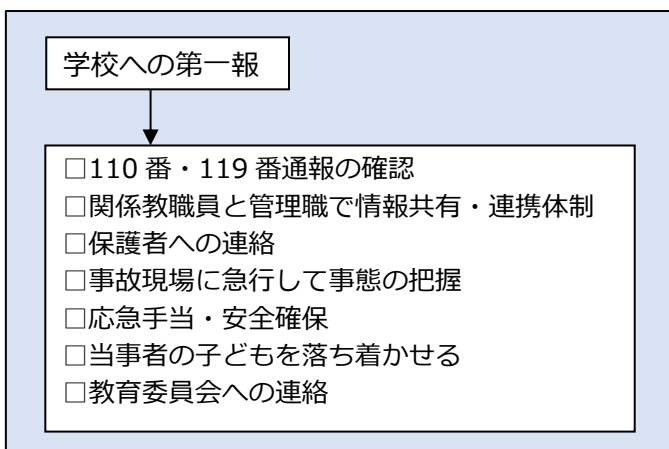 学校への第一報
□110 番・119 番通報の確認
□関係教職員と管理職で情報共有・連携体制
□保護者への連絡
□事故現場に急行して事態の把握
□応急手当・安全確保
□当事者の子どもを落ち着かせる
□教育委員会への連絡